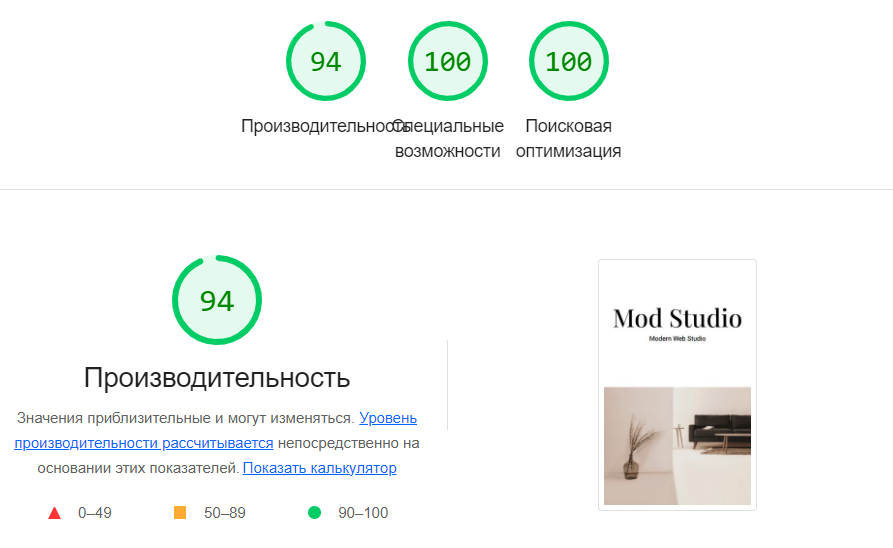 94
100
100
Производительность
Специальные
возможности
Поисковая
оптимизация
94
Производительность
Значения приблизительные и могут изменяться. Уровень
производительности рассчитывается непосредственно на
основании этих показателей. Показать калькулятор
0–49
50–89
90–100
Mod Studio
Modern Web Studio